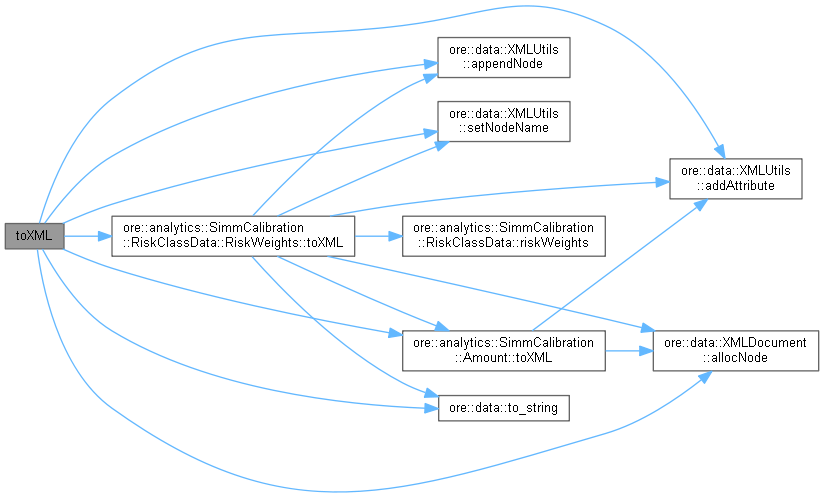 ore::data::XMLUtils
::appendNode
ore::data::XMLUtils
::setNodeName
ore::data::XMLUtils
::addAttribute
toXML
ore::analytics::SimmCalibration
::RiskClassData::RiskWeights::toXML
ore::analytics::SimmCalibration
::RiskClassData::riskWeights
ore::analytics::SimmCalibration
::Amount::toXML
ore::data::XMLDocument
::allocNode
ore::data::to_string